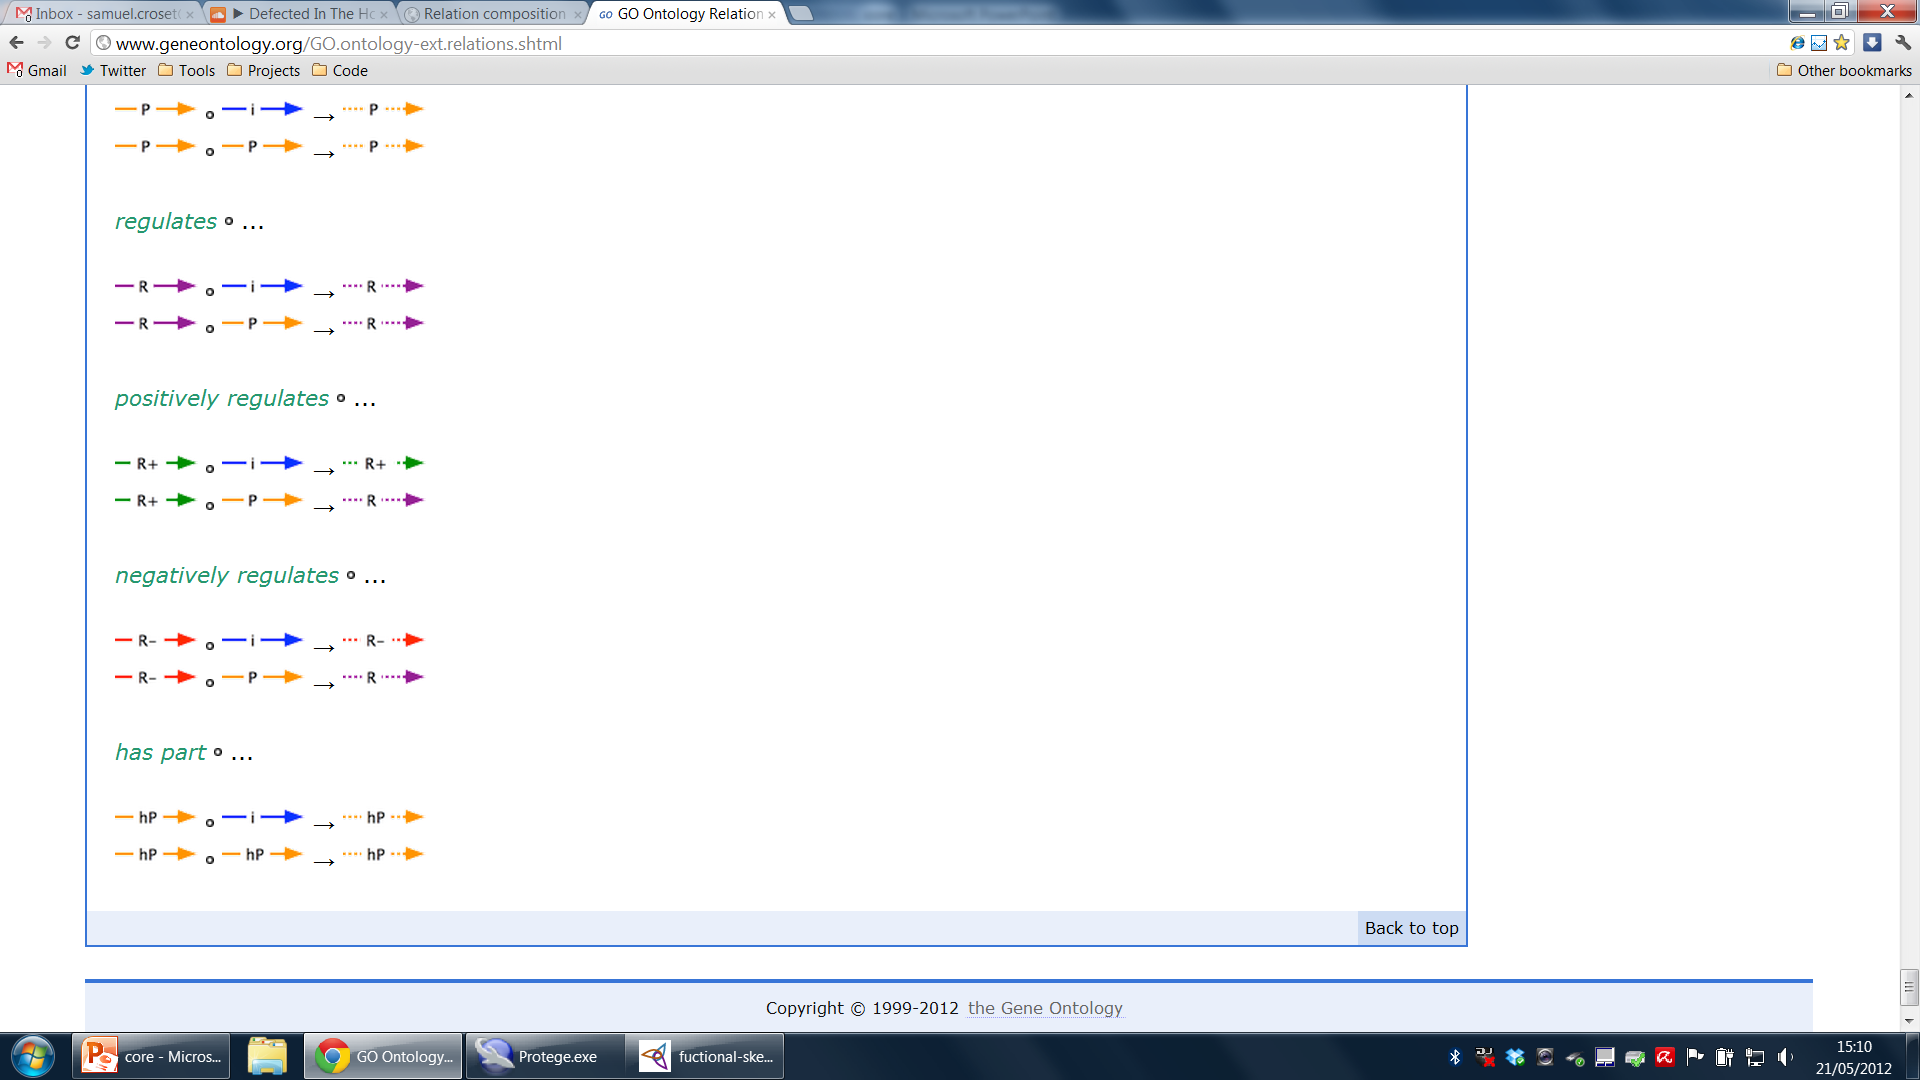 Inbox - samuel.croset
Defected In The Ho
Relation composition
GO GO Ontology Relation
www.geneontology.org/GO.ontology-ext.relations.shtml
Gmail Twitter Tools Projects Code Other bookmarks
P o i → P
P o P → P
regulates o ...
R o i → R
R o P → R
positively regulates o ...
R+ o i → R+
R+ o P → R
negatively regulates o ...
R- o i → R-
R- o P → R
has part o ...
hP o i → hP
hP o hP → hP
Back to top
Copyright © 1999-2012 the Gene Ontology
core - Micros...
GO Ontology...
Protege.exe
fuctional-ske...
15:10
21/05/2012